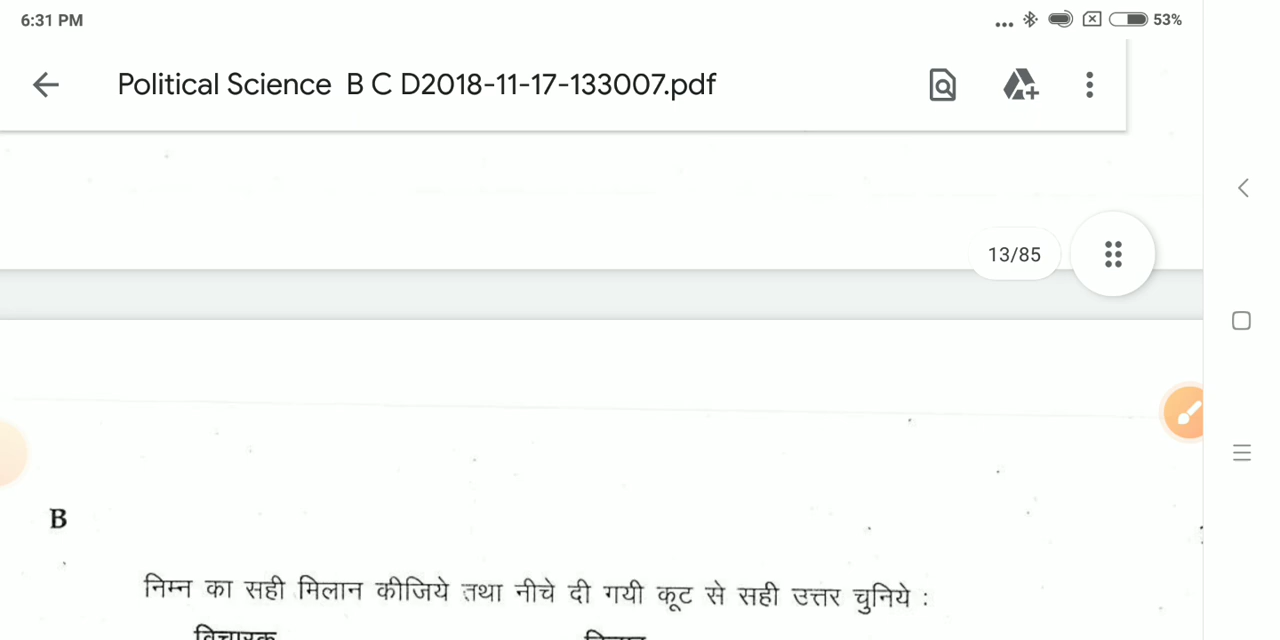 6:31 PM
53%
Political Science B C D2018-11-17-133007.pdf
13/85
B
निम्न का सही मिलान कीजिये तथा नीचे दी गयी कूट से सही उत्तर चुनिये :
विचारक